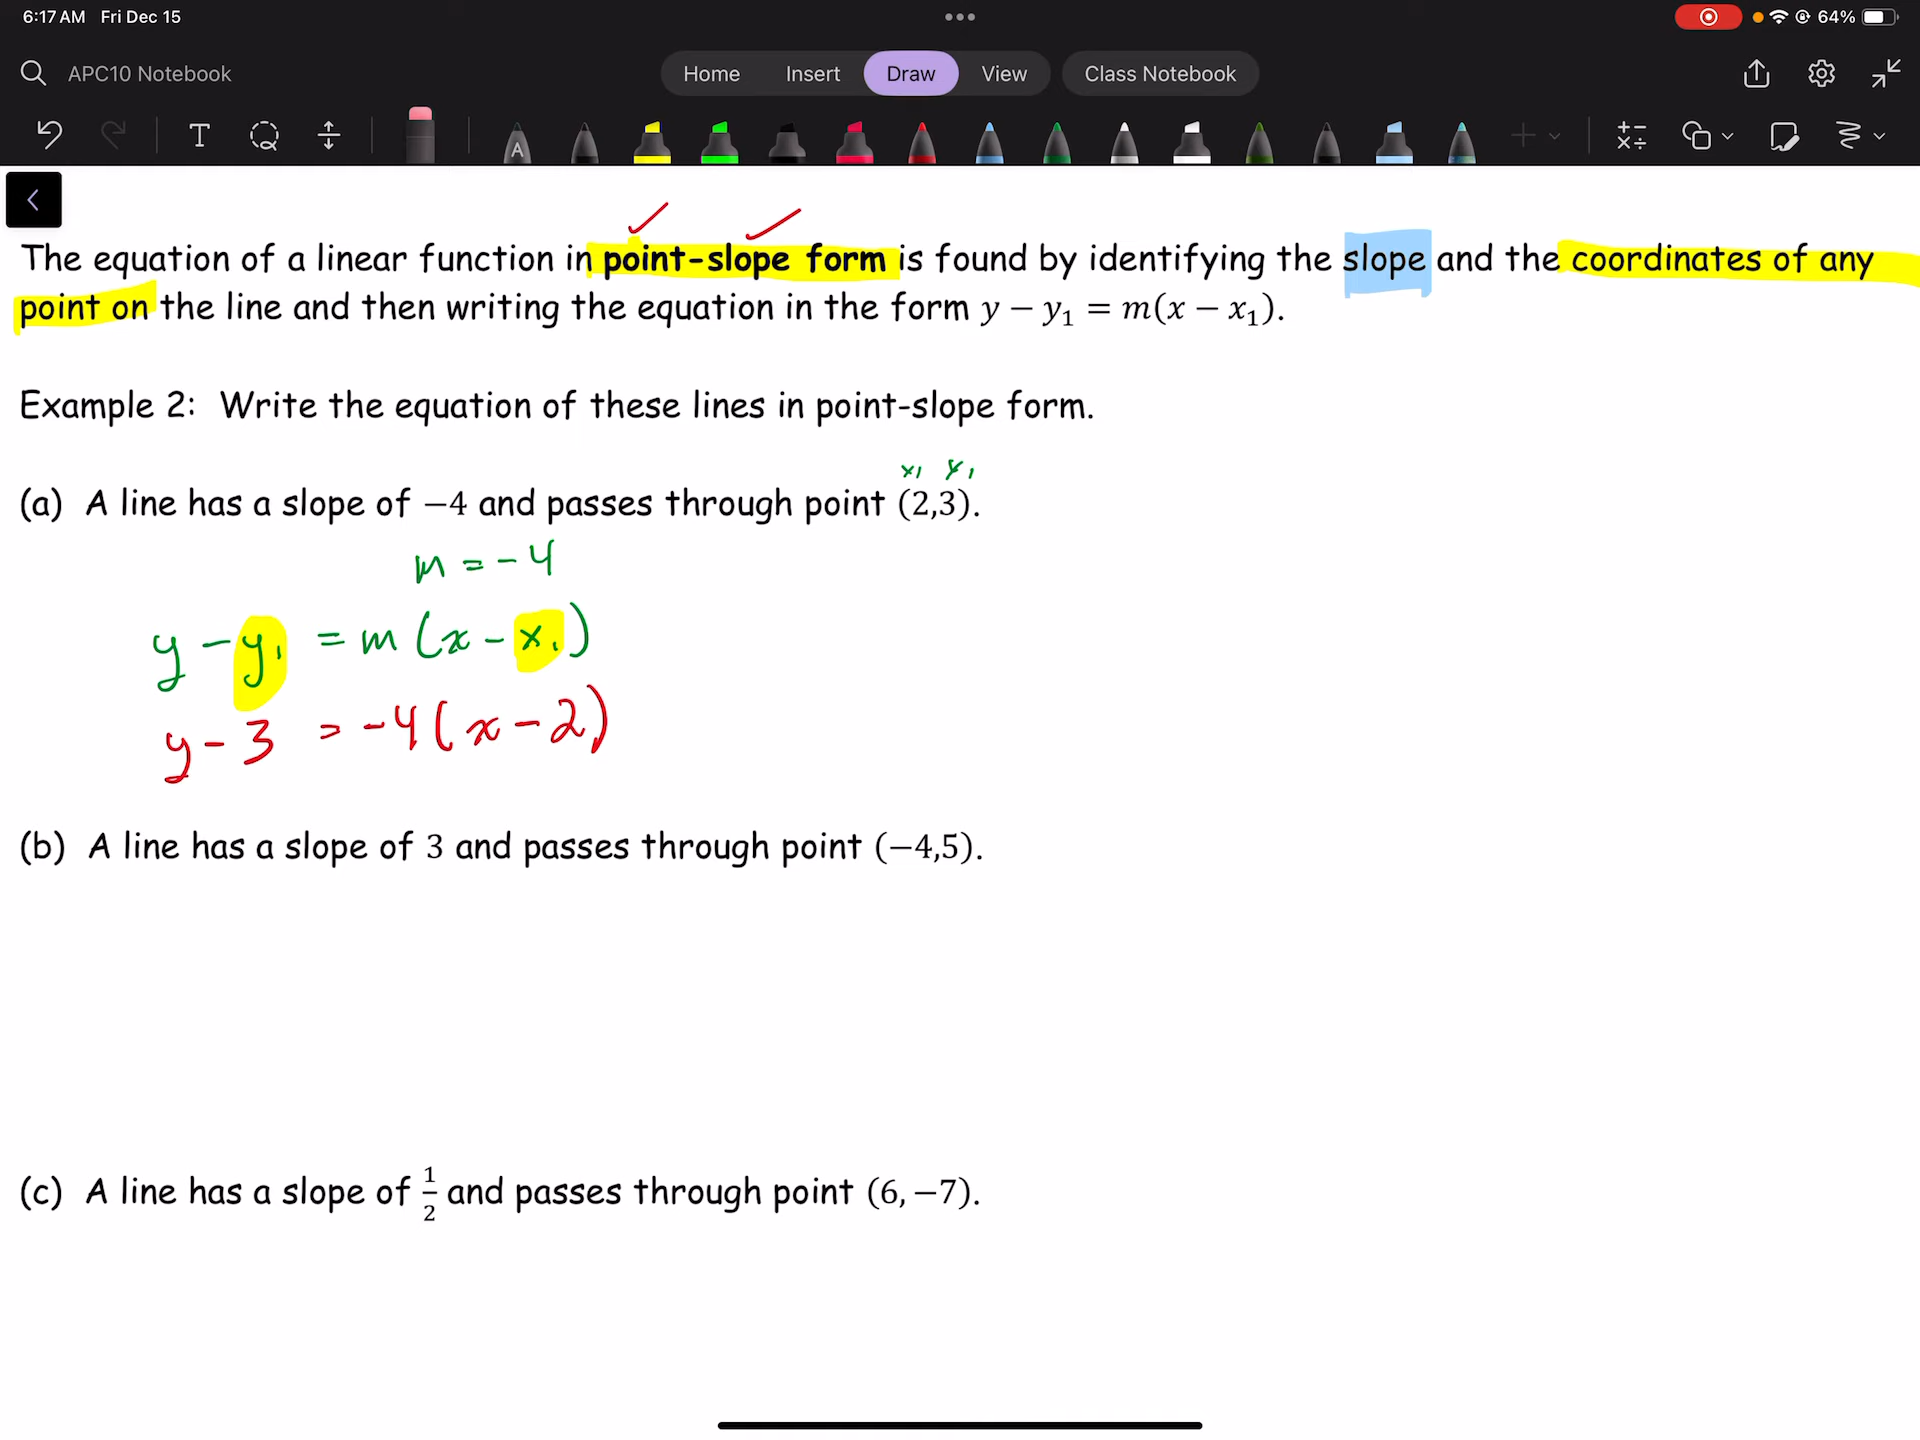 6:17 AM Fri Dec 15
64%
APC10 Notebook
Home Insert Draw View Class Notebook
T A
The equation of a linear function in point-slope form is found by identifying the slope and the coordinates of any
point on the line and then writing the equation in the form y − y₁ = m(x − x₁).
Example 2: Write the equation of these lines in point-slope form.
x₁ y₁
(a) A line has a slope of −4 and passes through point (2,3).
m = -4
y - y₁ = m (x - x₁)
y - 3 = -4 (x - 2)
(b) A line has a slope of 3 and passes through point (−4,5).
(c) A line has a slope of 1/2 and passes through point (6, −7).